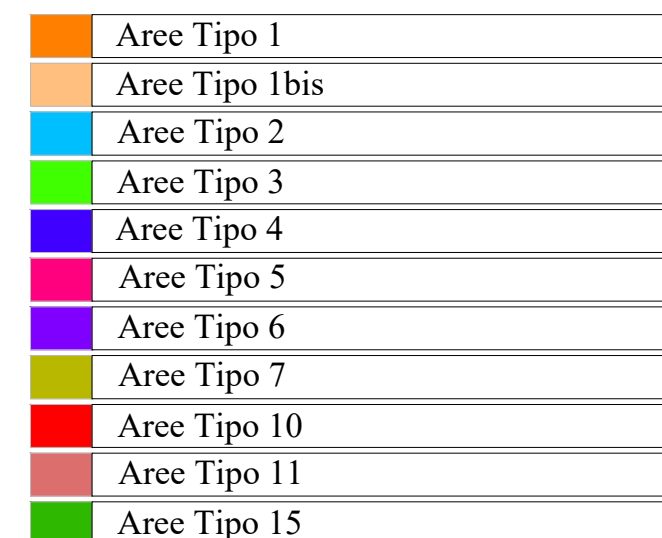 Aree Tipo 1
Aree Tipo 1bis
Aree Tipo 2
Aree Tipo 3
Aree Tipo 4
Aree Tipo 5
Aree Tipo 6
Aree Tipo 7
Aree Tipo 10
Aree Tipo 11
Aree Tipo 15